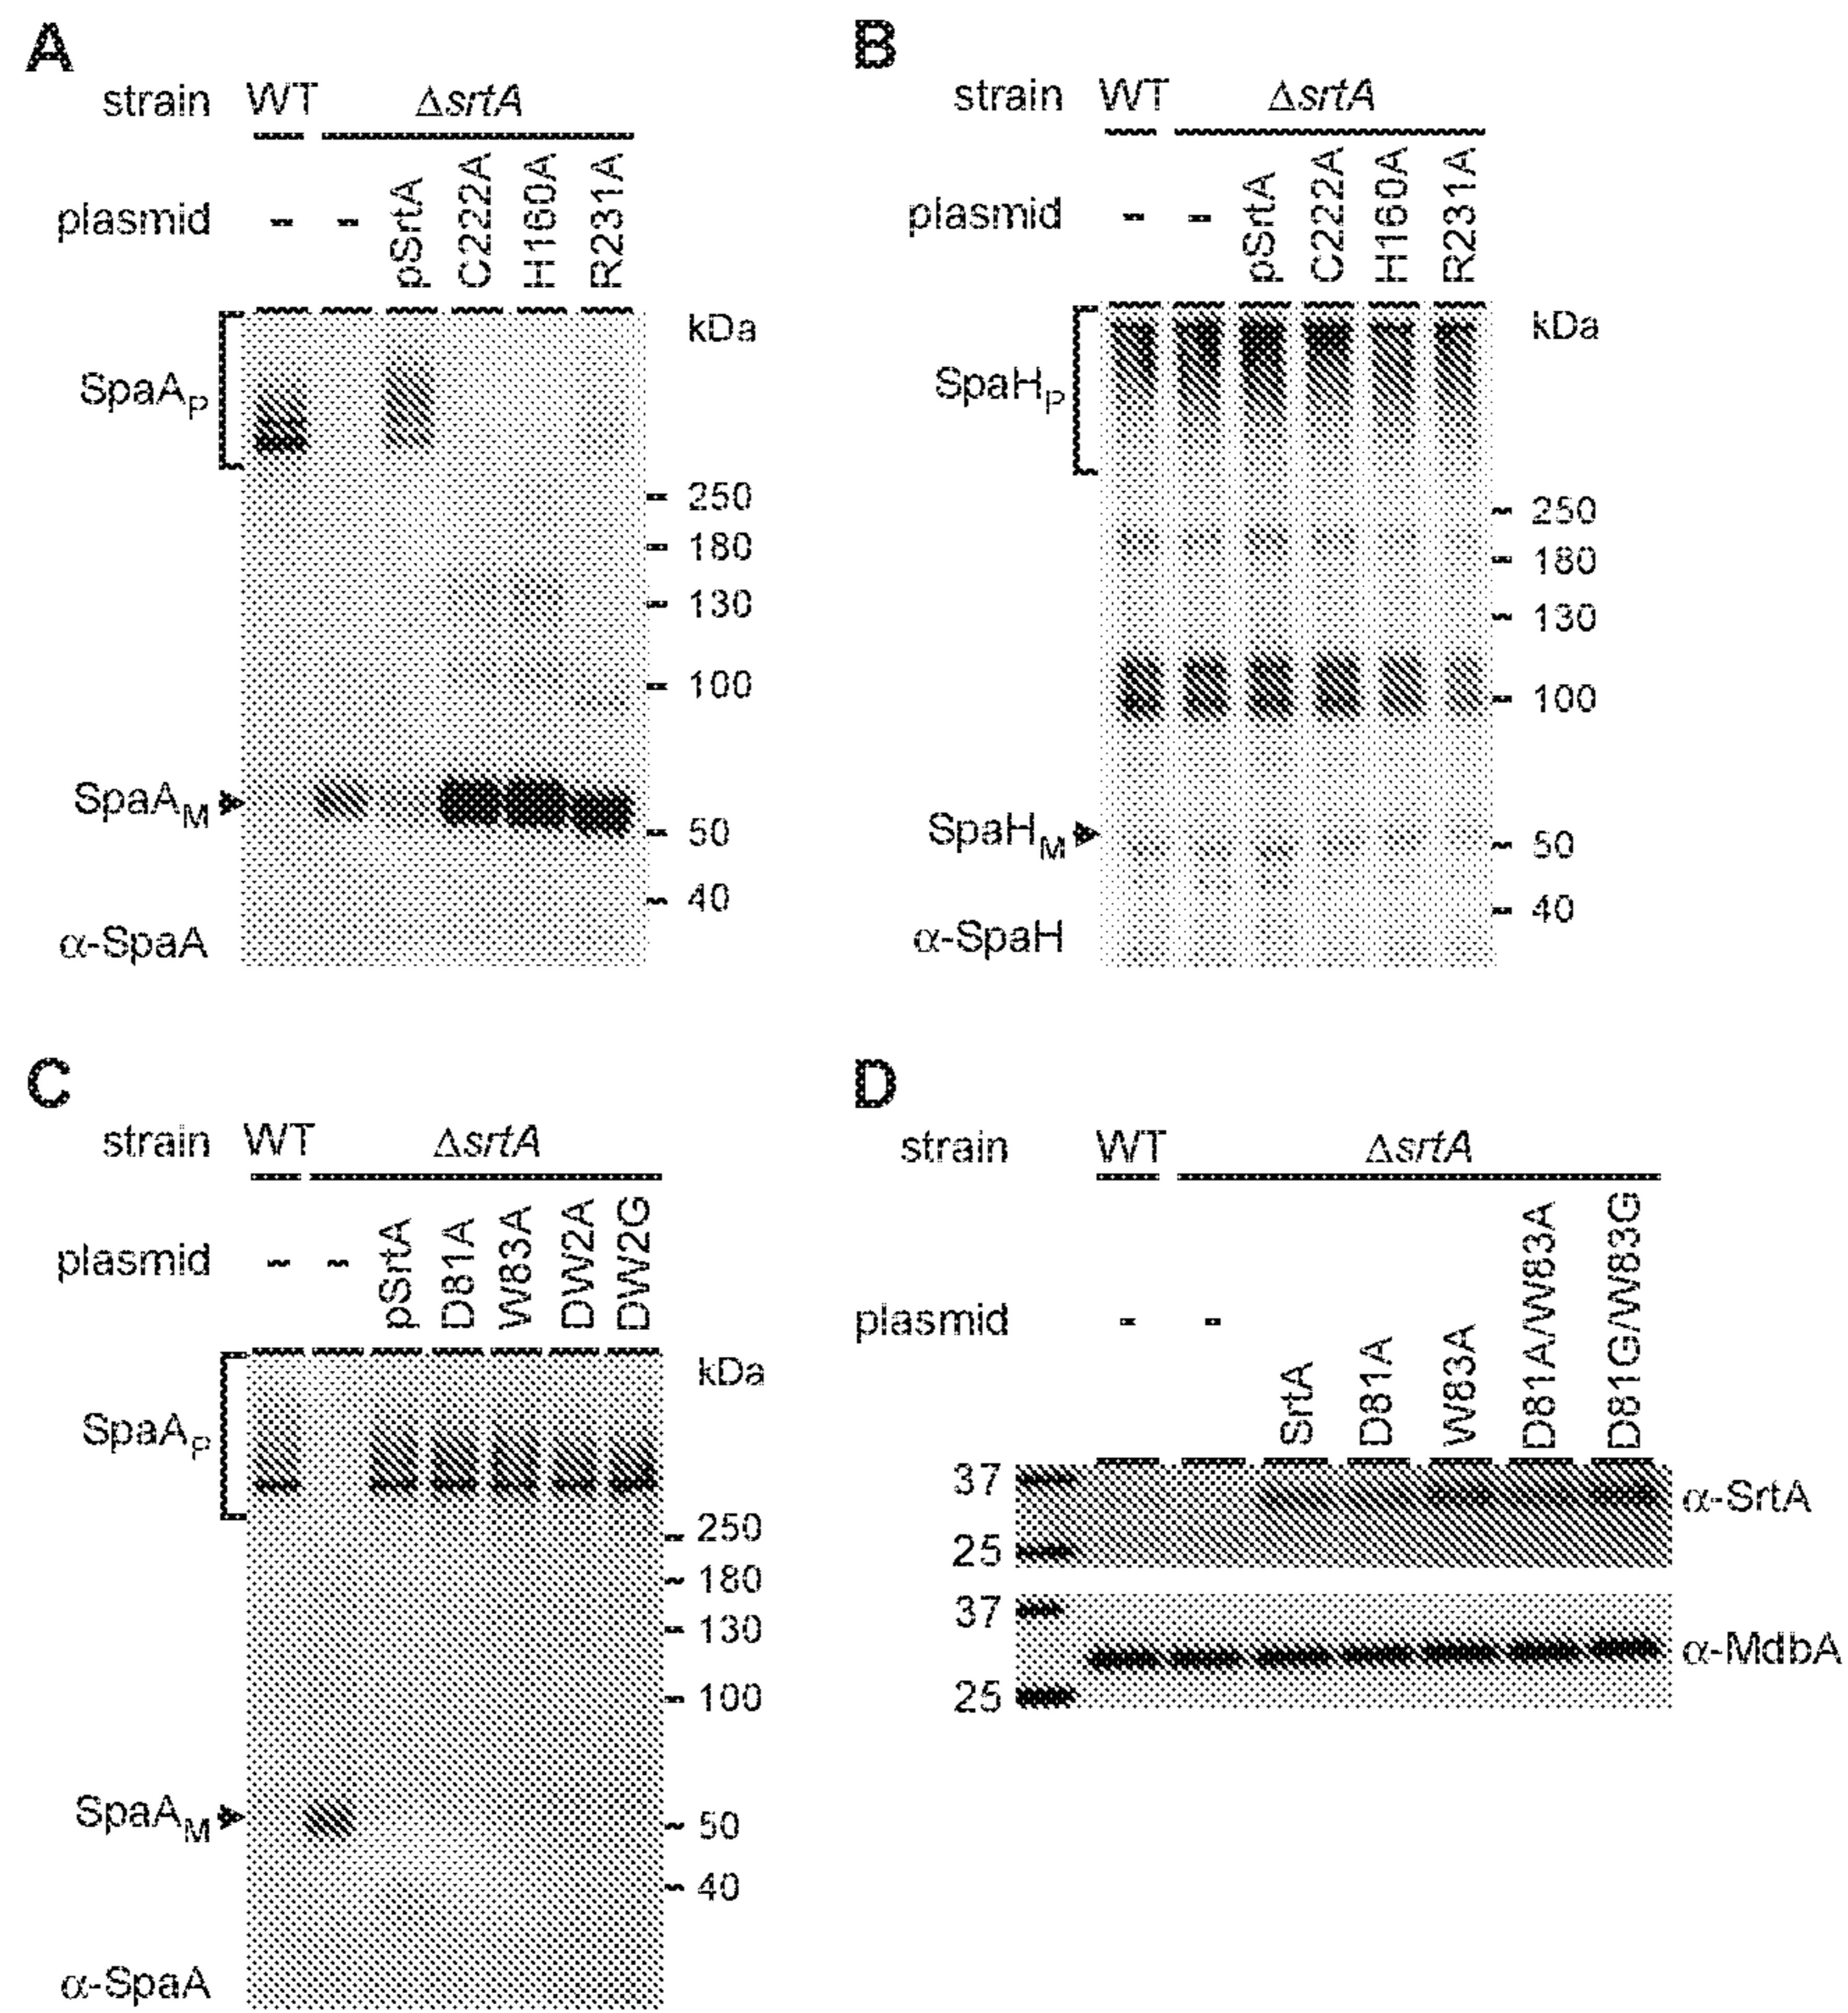 A
strain WT ΔsrtA
plasmid - - pSrtA C222A H160A R231A
kDa
SpaAP
250
180
130
100
SpaAM
50
40
α-SpaA
B
strain WT ΔsrtA
plasmid - - pSrtA C222A H160A R231A
kDa
SpaHP
250
180
130
100
SpaHM
50
40
α-SpaH
C
strain WT ΔsrtA
plasmid - - pSrtA D81A W83A DW2A DW2G
kDa
SpaAP
250
180
130
100
SpaAM
50
40
α-SpaA
D
strain WT ΔsrtA
plasmid - - SrtA D81A W83A D81A/W83A D81G/W83G
37
α-SrtA
25
37
α-MdbA
25